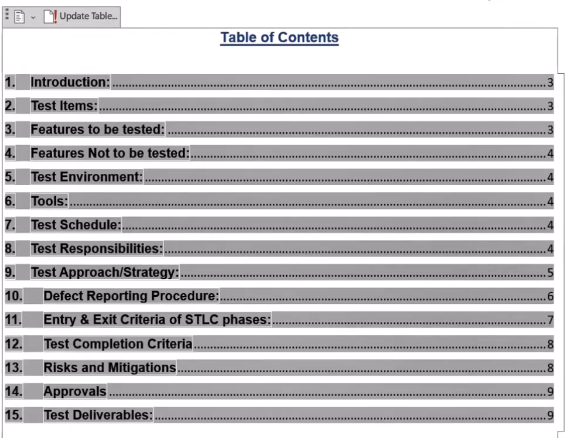 Update Table...
Table of Contents
1. Introduction: ........................................ 3
2. Test Items: ........................................ 3
3. Features to be tested: ........................................ 3
4. Features Not to be tested: ........................................ 4
5. Test Environment: ........................................ 4
6. Tools: ........................................ 4
7. Test Schedule: ........................................ 4
8. Test Responsibilities: ........................................ 4
9. Test Approach/Strategy: ........................................ 5
10. Defect Reporting Procedure: ........................................ 6
11. Entry & Exit Criteria of STLC phases: ........................................ 7
12. Test Completion Criteria ........................................ 8
13. Risks and Mitigations ........................................ 8
14. Approvals ........................................ 9
15. Test Deliverables: ........................................ 9